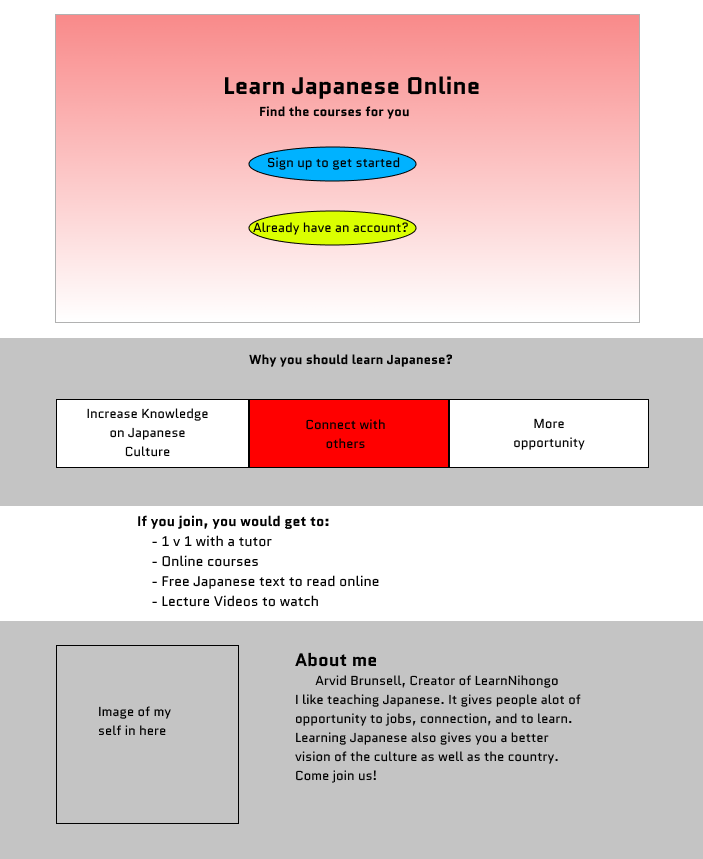 Learn Japanese Online
Find the courses for you
Sign up to get started
Already have an account?
Why you should learn Japanese?
Increase Knowledge
on Japanese
Culture
Connect with
others
More
opportunity
If you join, you would get to:
- 1 v 1 with a tutor
- Online courses
- Free Japanese text to read online
- Lecture Videos to watch
Image of my
self in here
About me
Arvid Brunsell, Creator of LearnNihongo
I like teaching Japanese. It gives people alot of
opportunity to jobs, connection, and to learn.
Learning Japanese also gives you a better
vision of the culture as well as the country.
Come join us!